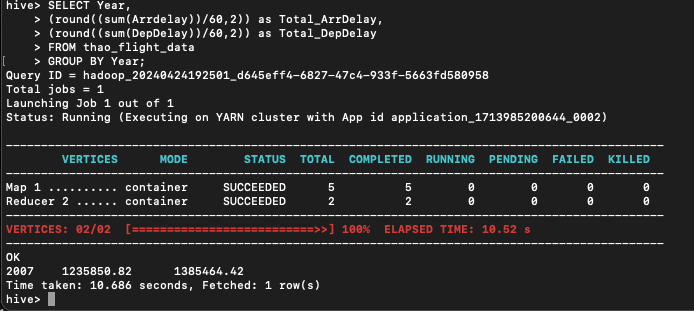 hive> SELECT Year,
    > (round((sum(Arrdelay))/60,2)) as Total_ArrDelay,
    > (round((sum(DepDelay))/60,2)) as Total_DepDelay
    > FROM thao_flight_data
[   > GROUP BY Year;
Query ID = hadoop_20240424192501_d645eff4-6827-47c4-933f-5663fd580958
Total jobs = 1
Launching Job 1 out of 1
Status: Running (Executing on YARN cluster with App id application_1713985200644_0002)
----------------------------------------------------------------------------------------------
        VERTICES      MODE        STATUS  TOTAL  COMPLETED  RUNNING  PENDING  FAILED  KILLED
----------------------------------------------------------------------------------------------
Map 1 .......... container     SUCCEEDED      5          5        0        0       0       0
Reducer 2 ...... container     SUCCEEDED      2          2        0        0       0       0
----------------------------------------------------------------------------------------------
VERTICES: 02/02  [==========================>>] 100%  ELAPSED TIME: 10.52 s
----------------------------------------------------------------------------------------------
OK
2007    1235850.82      1385464.42
Time taken: 10.686 seconds, Fetched: 1 row(s)
hive>